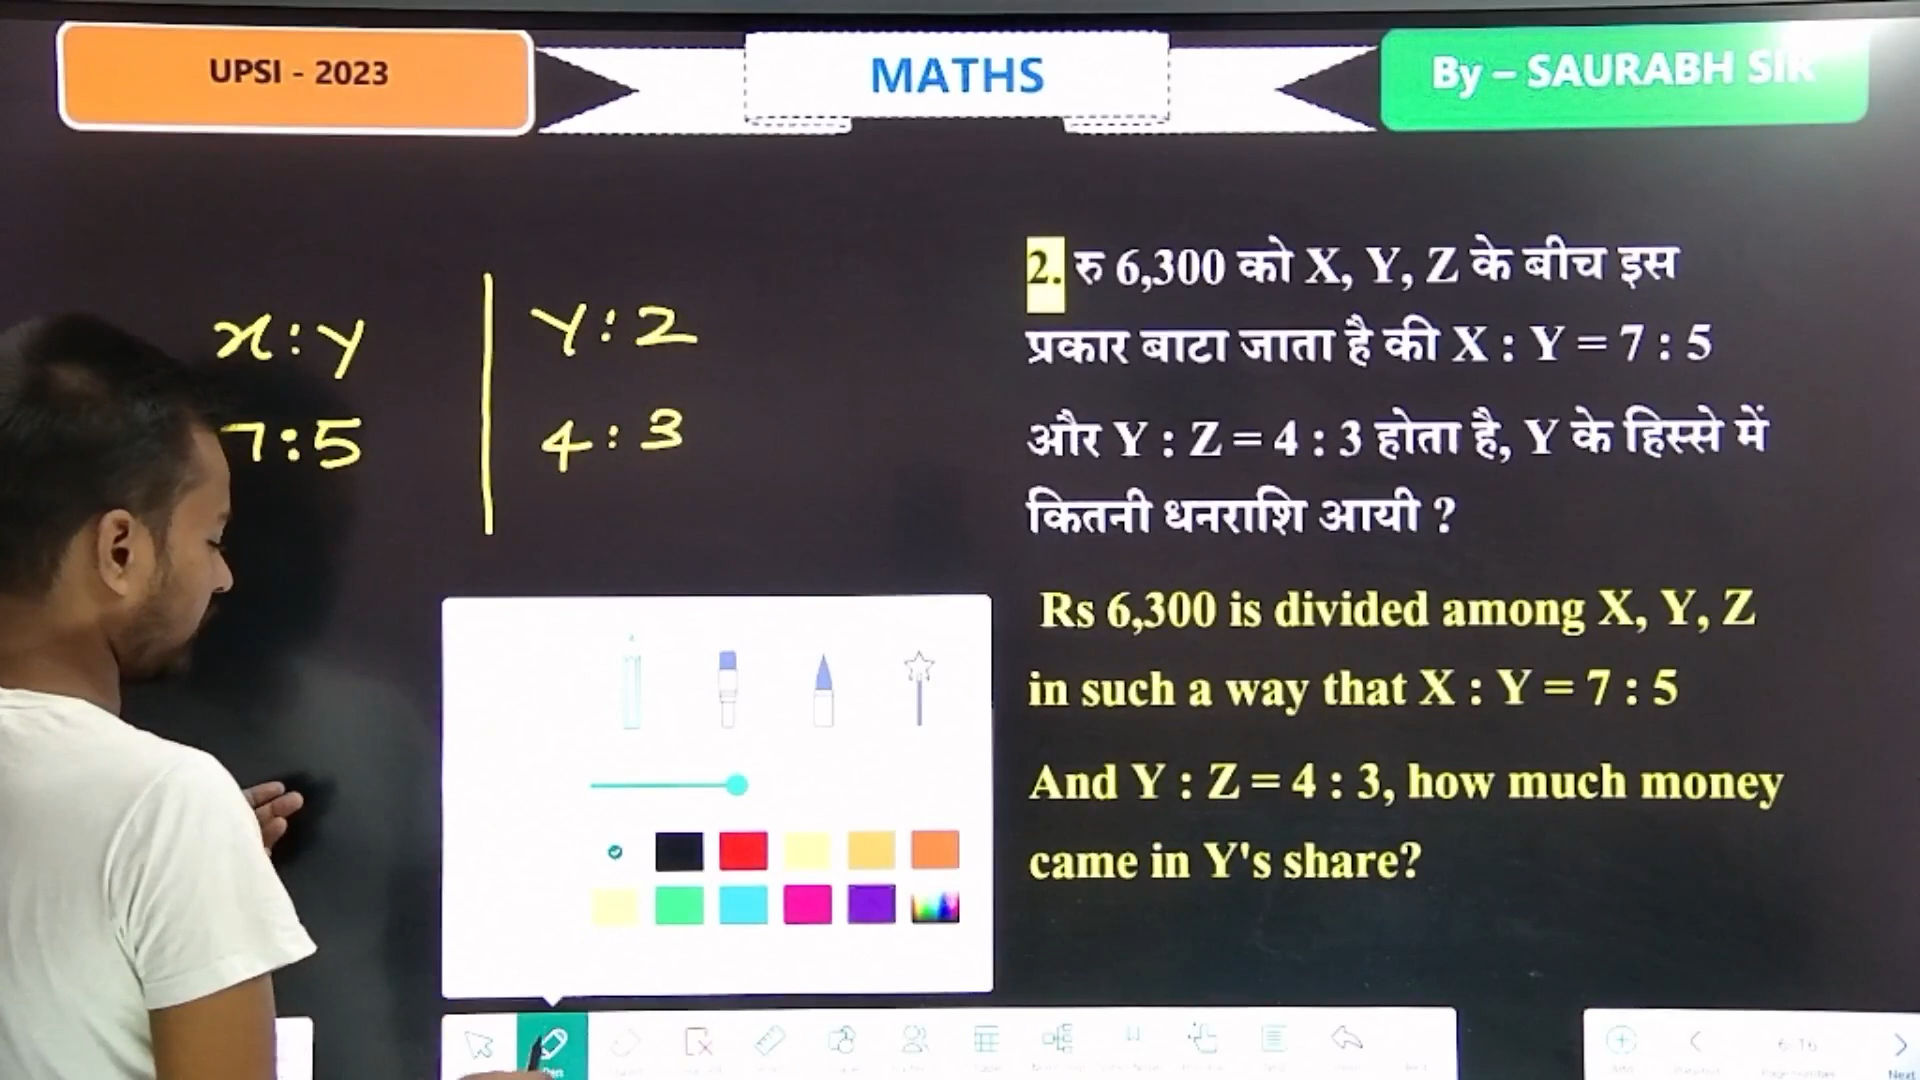 UPSI - 2023
MATHS
By – SAURABH SIR
x : y
Y : Z
7 : 5
4 : 3
2. रु 6,300 को X, Y, Z के बीच इस
प्रकार बाटा जाता है की X : Y = 7 : 5
और Y : Z = 4 : 3 होता है, Y के हिस्से में
कितनी धनराशि आयी ?
Rs 6,300 is divided among X, Y, Z
in such a way that X : Y = 7 : 5
And Y : Z = 4 : 3, how much money
came in Y's share?
Next